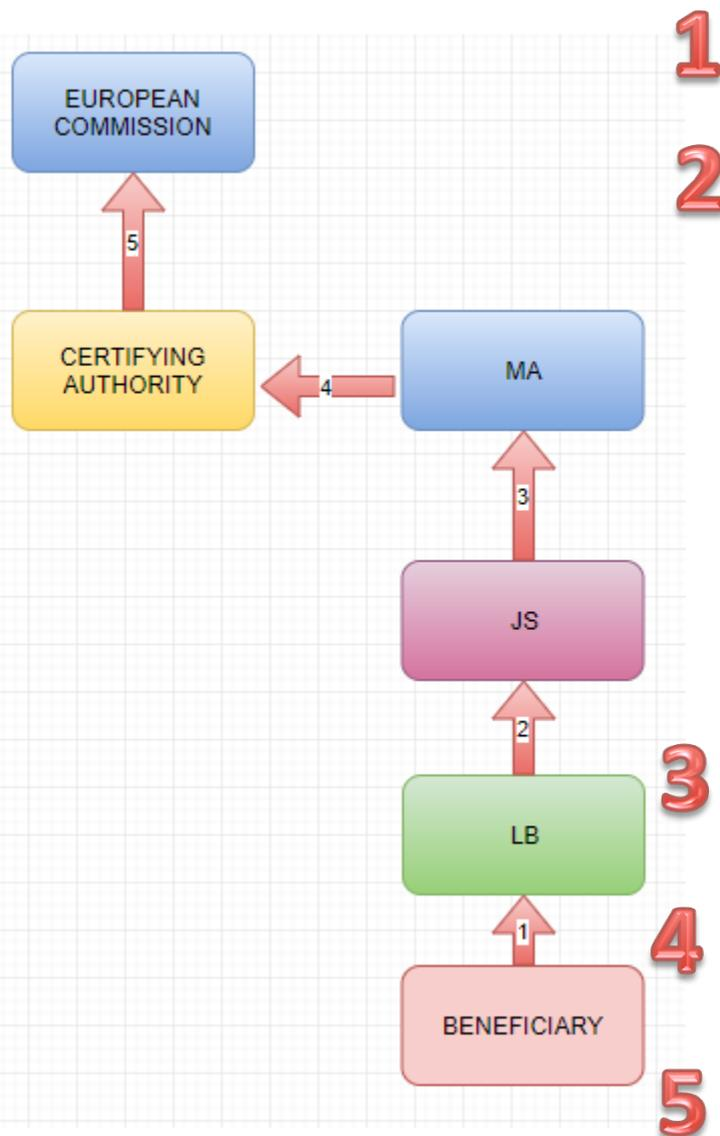 1
EUROPEAN
COMMISSION
2
5
CERTIFYING
AUTHORITY
4
MA
3
JS
2
3
LB
1
4
BENEFICIARY
5